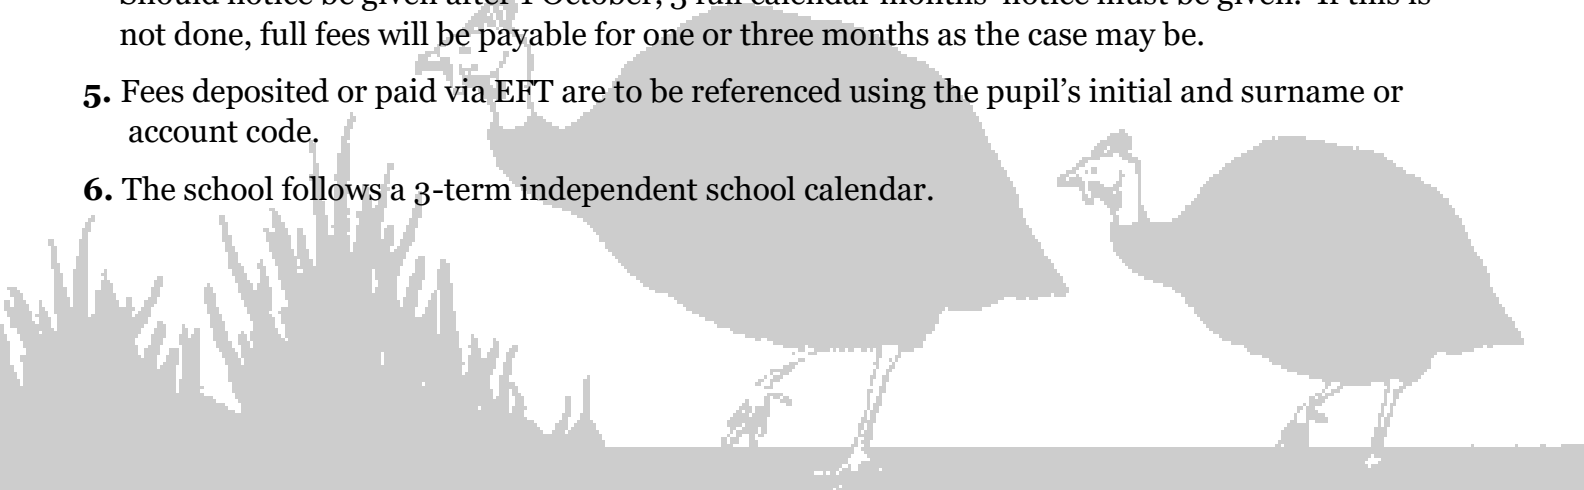 Should notice be given after 1 October, 3 full calendar months' notice must be given. If this is
not done, full fees will be payable for one or three months as the case may be.
5. Fees deposited or paid via EFT are to be referenced using the pupil’s initial and surname or
account code.
6. The school follows a 3-term independent school calendar.